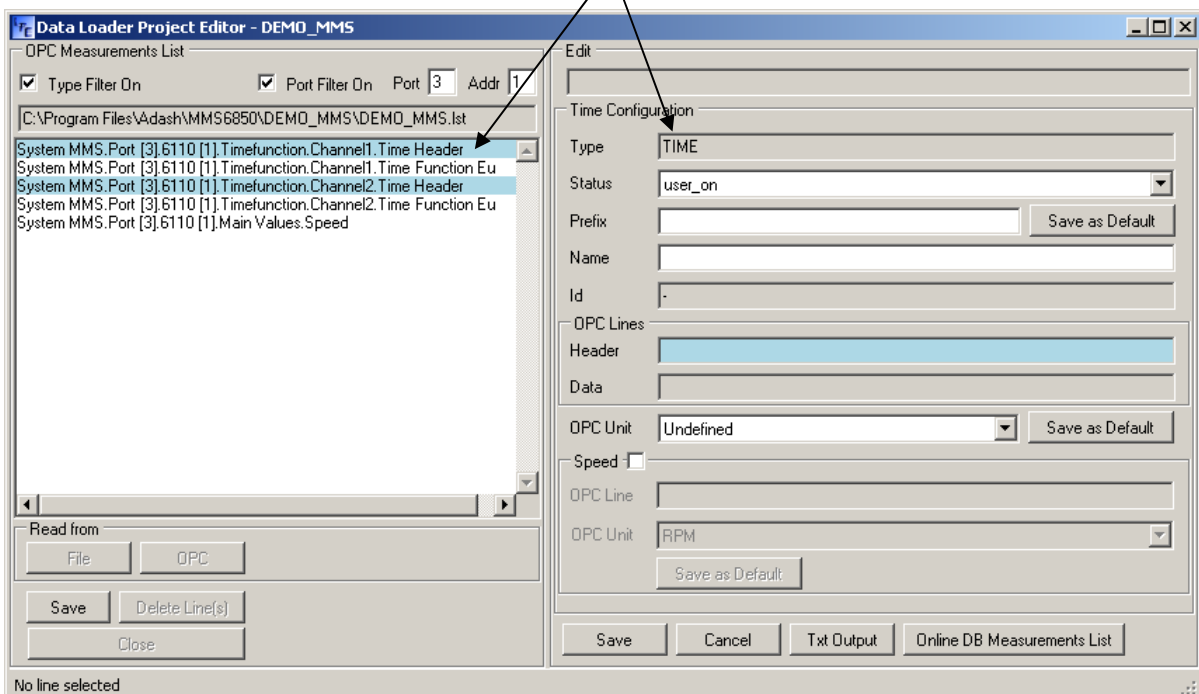 Data Loader Project Editor - DEMO_MMS
OPC Measurements List
Type Filter On Port Filter On Port 3 Addr 1
C:\Program Files\Adash\MMS6850\DEMO_MMS\DEMO_MMS.lst
System MMS.Port [3].6110 [1].Timefunction.Channel1.Time Header
System MMS.Port [3].6110 [1].Timefunction.Channel1.Time Function Eu
System MMS.Port [3].6110 [1].Timefunction.Channel2.Time Header
System MMS.Port [3].6110 [1].Timefunction.Channel2.Time Function Eu
System MMS.Port [3].6110 [1].Main Values.Speed
Read from
File OPC
Save Delete Line(s)
Close
Edit
Time Configuration
Type TIME
Status user_on
Prefix Save as Default
Name
Id -
OPC Lines
Header
Data
OPC Unit Undefined Save as Default
Speed
OPC Line
OPC Unit RPM
Save as Default
Save Cancel Txt Output Online DB Measurements List
No line selected